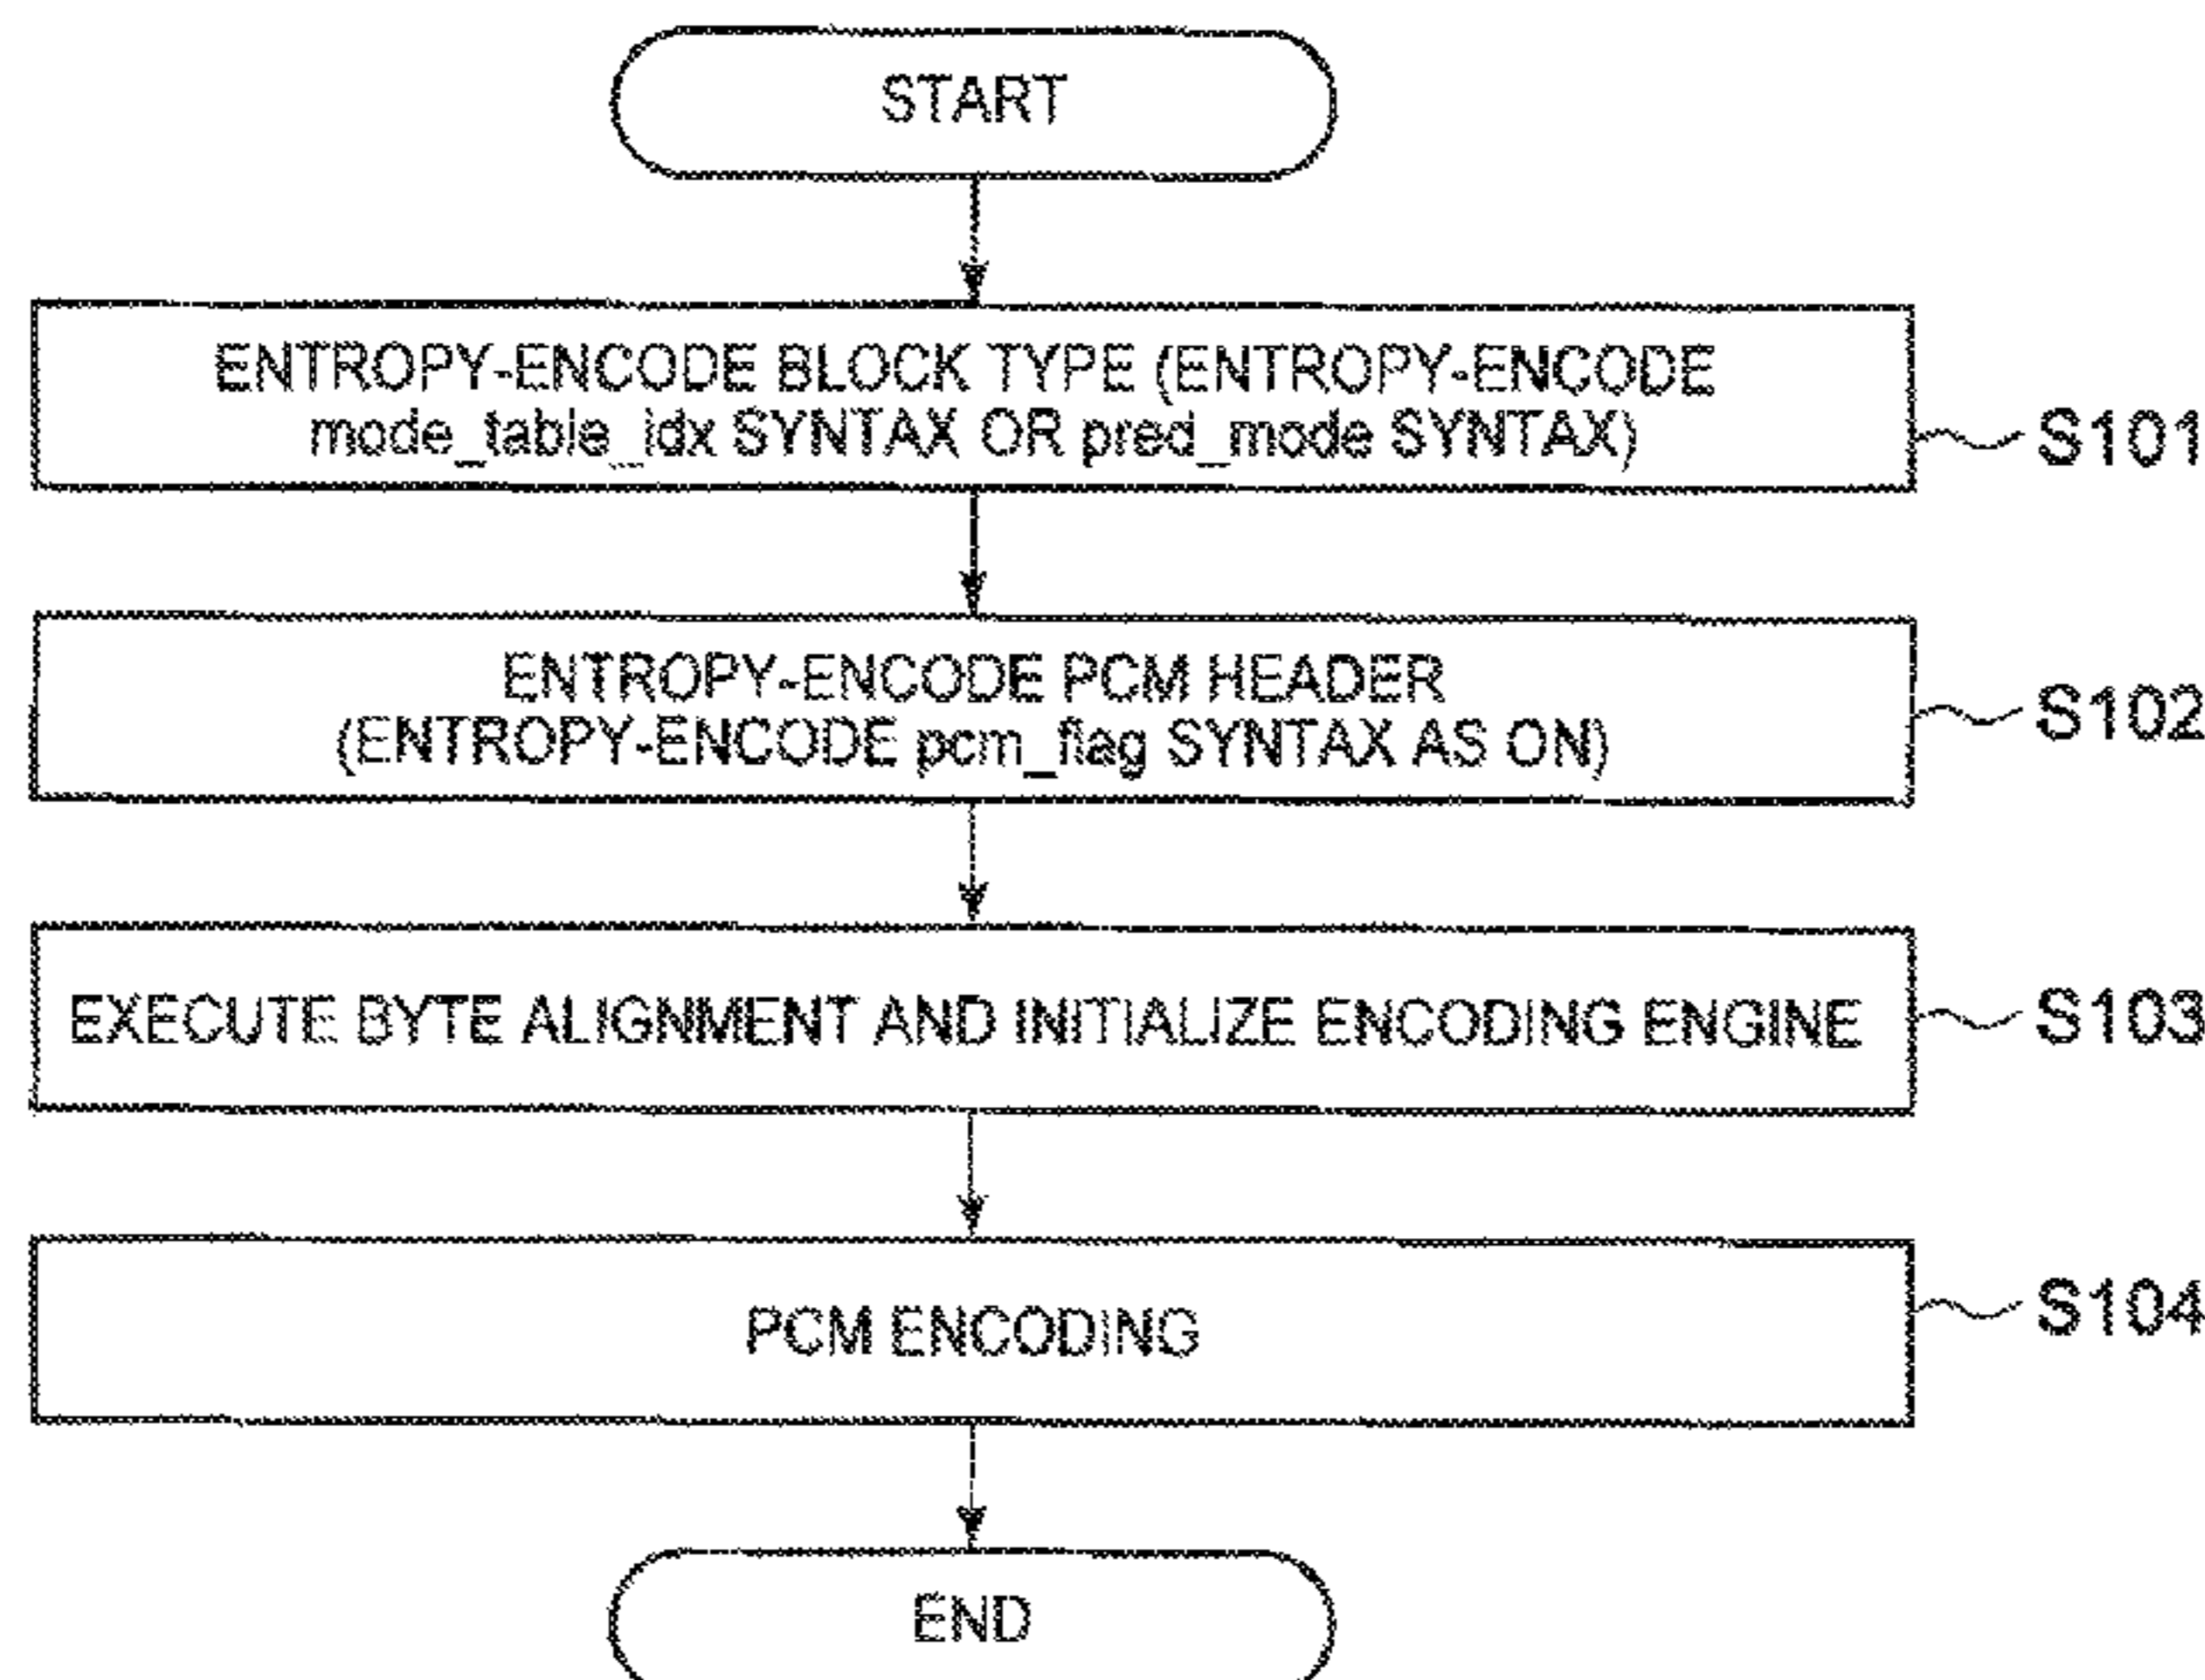 START
ENTROPY-ENCODE BLOCK TYPE (ENTROPY-ENCODE
mode_table_idx SYNTAX OR pred_mode SYNTAX)
S101
ENTROPY-ENCODE PCM HEADER
(ENTROPY-ENCODE pcm_flag SYNTAX AS ON)
S102
EXECUTE BYTE ALIGNMENT AND INITIALIZE ENCODING ENGINE
S103
PCM ENCODING
S104
END